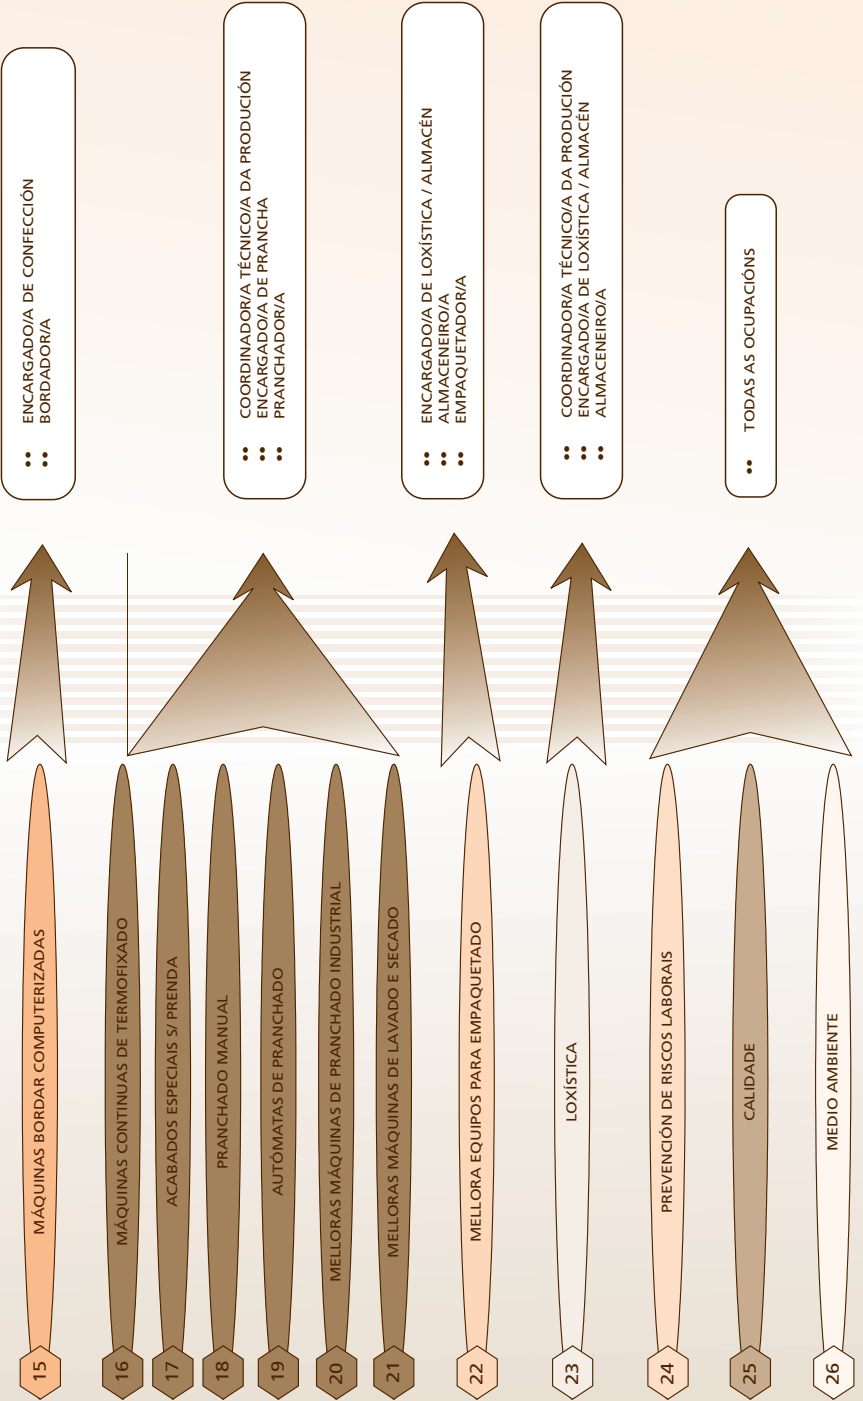 15 MÁQUINAS BORDAR COMPUTERIZADAS
ENCARGADO/A DE CONFECCIÓN
BORDADOR/A
16 MÁQUINAS CONTINUAS DE TERMOFIXADO
17 ACABADOS ESPECIAIS S/ PRENDA
18 PRANCHADO MANUAL
19 AUTÓMATAS DE PRANCHADO
20 MELLORAS MÁQUINAS DE PRANCHADO INDUSTRIAL
21 MELLORAS MÁQUINAS DE LAVADO E SECADO
COORDINADOR/A TÉCNICO/A DA PRODUCIÓN
ENCARGADO/A DE PRANCHA
PRANCHADOR/A
22 MELLORA EQUIPOS PARA EMPAQUETADO
ENCARGADO/A DE LOXÍSTICA / ALMACÉN
ALMACENEIRO/A
EMPAQUETADOR/A
23 LOXÍSTICA
COORDINADOR/A TÉCNICO/A DA PRODUCIÓN
ENCARGADO/A DE LOXÍSTICA / ALMACÉN
ALMACENEIRO/A
24 PREVENCIÓN DE RISCOS LABORAIS
25 CALIDADE
26 MEDIO AMBIENTE
TODAS AS OCUPACIÓNS